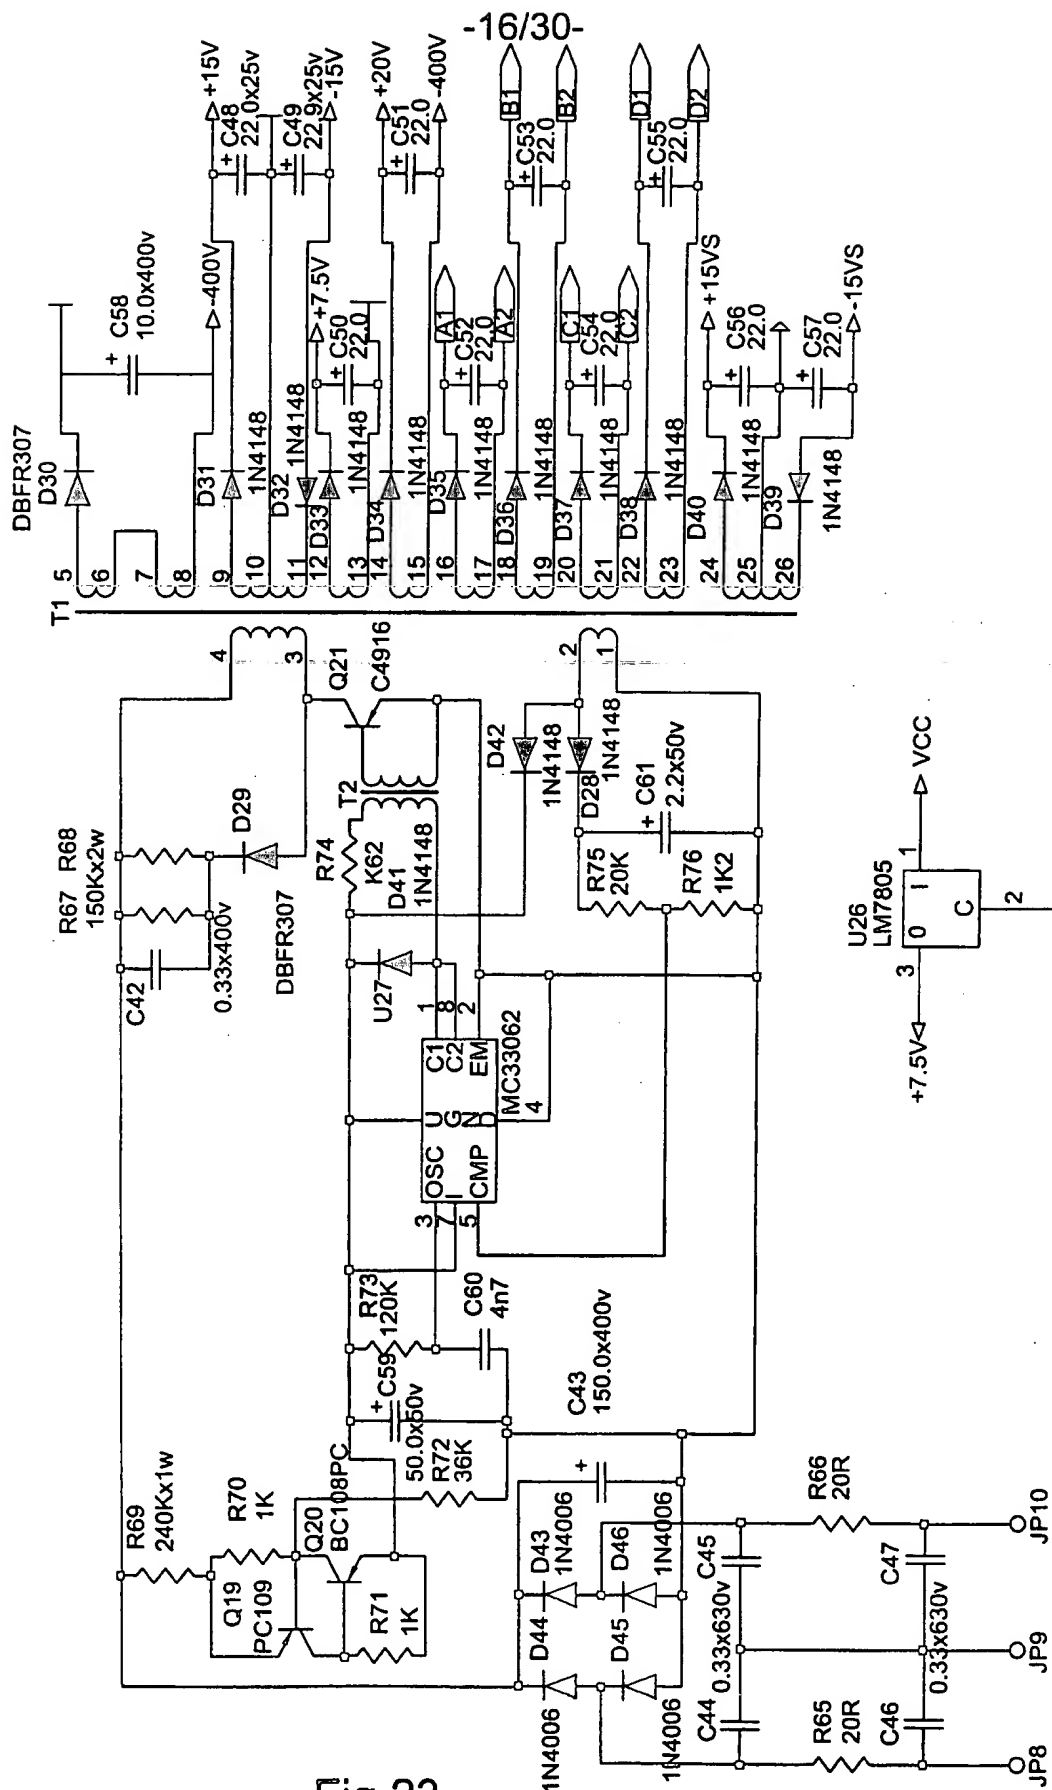 -16/30-
+15V
C48
22.0x25v
C49
22,9x25v
-15V
+20V
C51
22.0
-400V
B1
C53
22.0
B2
D1
C55
22.0
D2
C58
10.0x400v
-400V
+7.5V
C50
22.0
A1
C52
22.0
A2
C1
C54
22.0
C2
+15VS
C56
22.0
C57
22.0
-15VS
DBFR307
D30
D31
1N4148
D32
1N4148
D33
1N4148
D34
1N4148
D35
1N4148
D36
1N4148
D37
1N4148
D38
1N4148
D40
1N4148
D39
1N4148
5
6
7
8
9
10
11
12
13
14
15
16
17
18
19
20
21
22
23
24
25
26
T1
4
3
2
1
Q21
C4916
T2
R74
K62
D41
1N4148
D42
1N4148
D28
1N4148
C61
2.2x50v
R75
20K
R76
1K2
R67 R68
150Kx2w
D29
DBFR307
C42
0.33x400v
U27
1
8
2
C1
C2
EM
U
GND
OSC
I
CMP
MC33062
4
3
7
5
R73
120K
C60
4n7
C59
50.0x50v
R72
36K
C43
150.0x400v
R69
240Kx1w
R70
1K
Q19
PC109
Q20
BC108PC
R71
1K
D43
1N4006
D44
1N4006
D46
1N4006
D45
1N4006
C45
0.33x630v
C44
R66
20R
R65
20R
C47
0.33x630v
C46
JP10
JP9
JP8
U26
LM7805
VCC
1
I
C
0
2
3
+7.5V